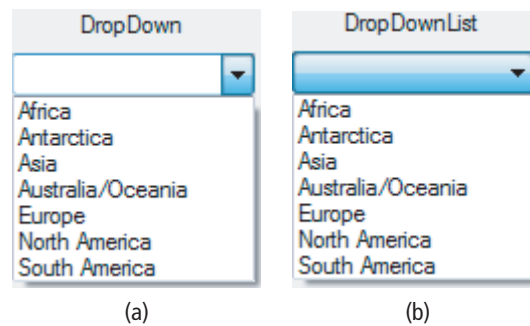 DropDown
Africa
Antarctica
Asia
Australia/Oceania
Europe
North America
South America
(a)
DropDownList
Africa
Antarctica
Asia
Australia/Oceania
Europe
North America
South America
(b)